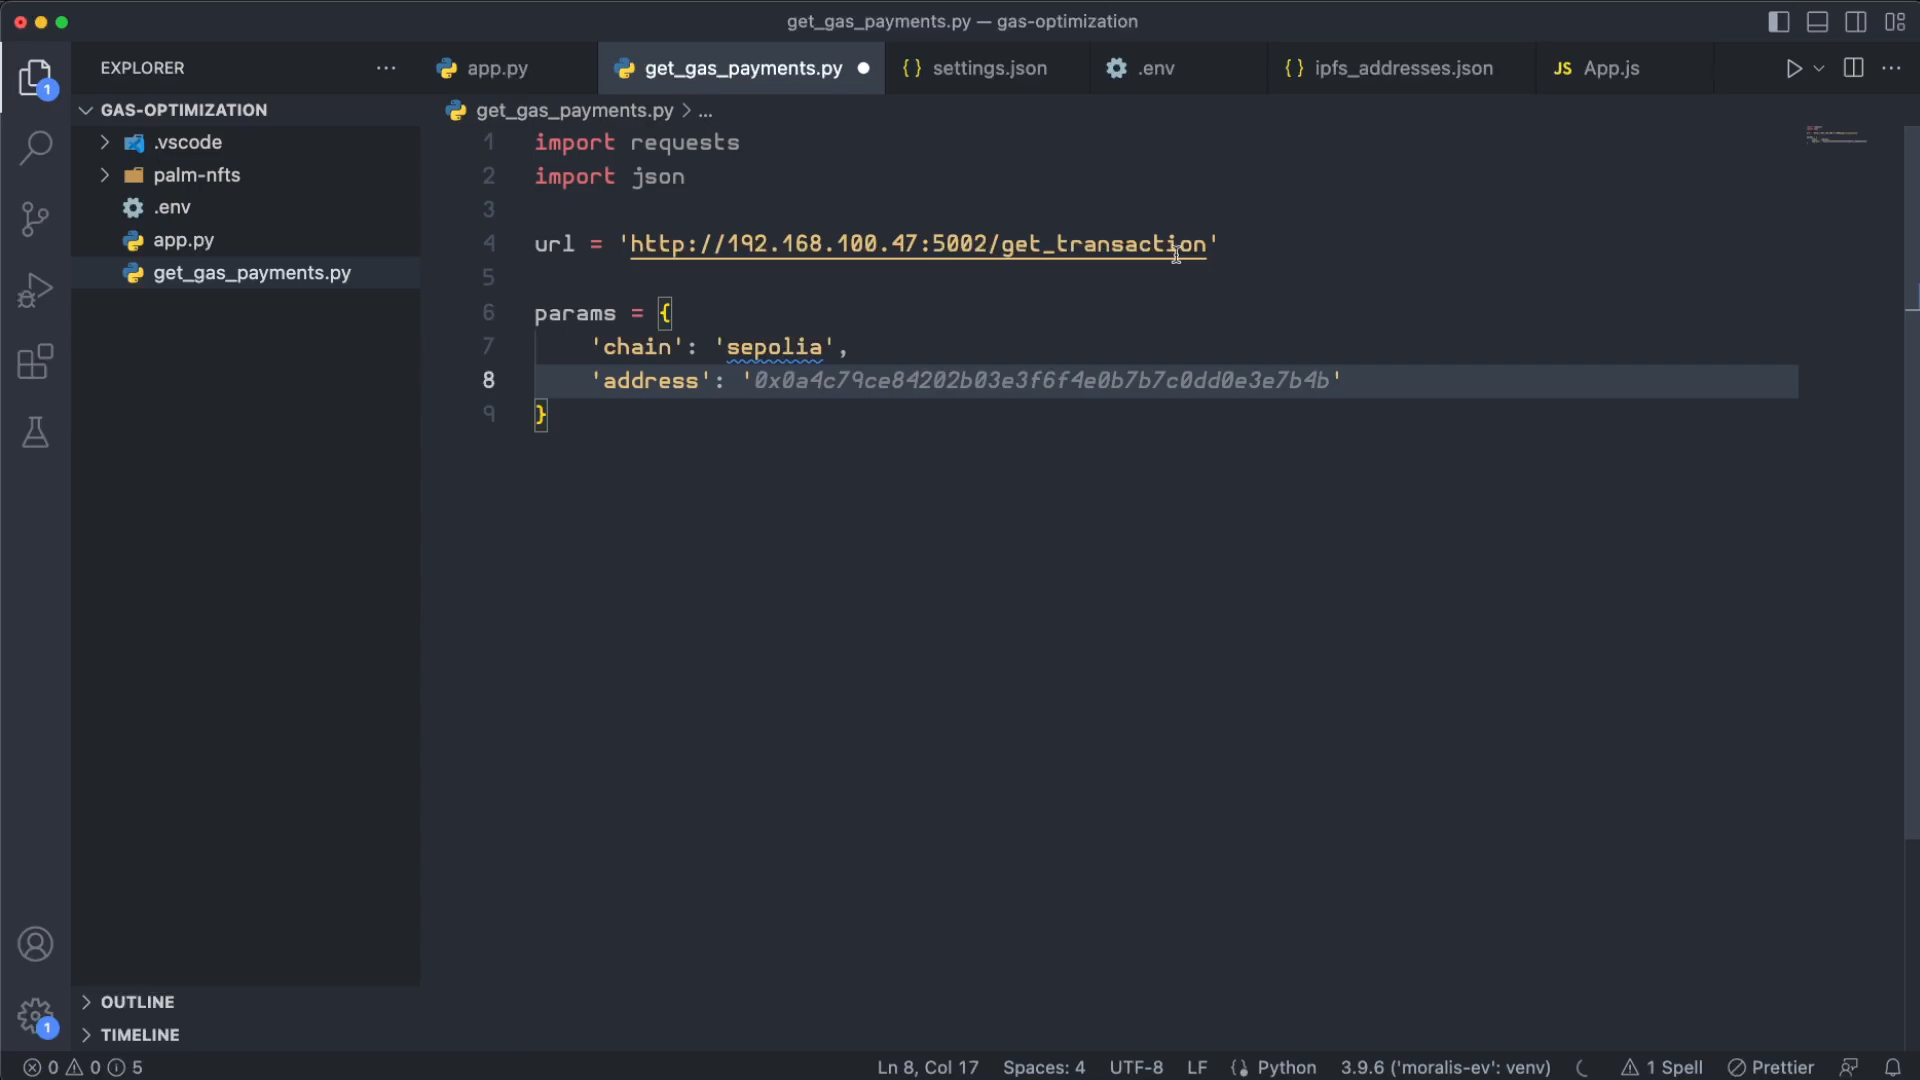 get_gas_payments.py — gas-optimization
EXPLORER
app.py
get_gas_payments.py
settings.json
.env
ipfs_addresses.json
JS App.js
GAS-OPTIMIZATION
.vscode
palm-nfts
.env
app.py
get_gas_payments.py
get_gas_payments.py > ...
1 import requests
2 import json
3
4 url = 'http://192.168.100.47:5002/get_transaction'
5
6 params = {
7 'chain': 'sepolia',
8 'address': '0x0a4c79ce84202b03e3f6f4e0b7b7c0dd0e3e7b4b'
9 }
1
1
OUTLINE
TIMELINE
0 0 5
Ln 8, Col 17
Spaces: 4
UTF-8
LF
Python
3.9.6 ('moralis-ev': venv)
1 Spell
Prettier